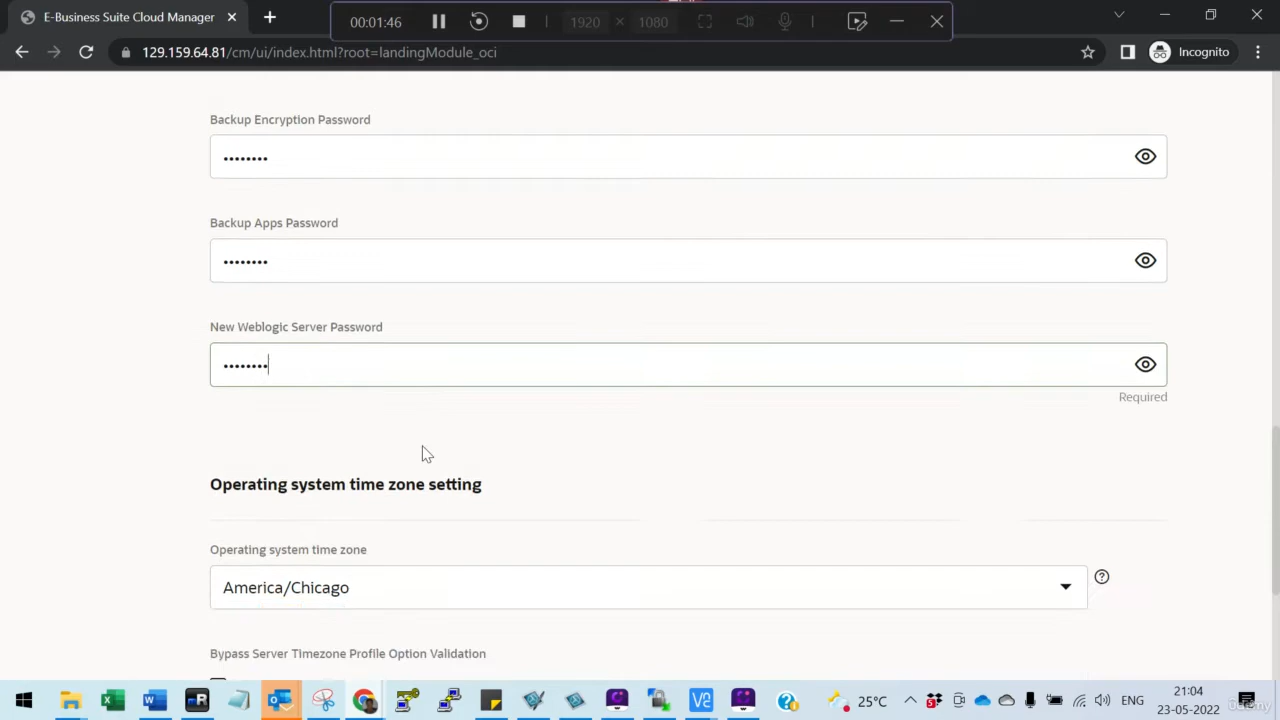 E-Business Suite Cloud Manager
00:01:46
1920 × 1080
129.159.64.81/cm/ui/index.html?root=landingModule_oci
Incognito
Backup Encryption Password
••••••••
Backup Apps Password
••••••••
New Weblogic Server Password
••••••••
Required
Operating system time zone setting
Operating system time zone
America/Chicago
Bypass Server Timezone Profile Option Validation
25°C
ENG
21:04
23-05-2022
Udemy